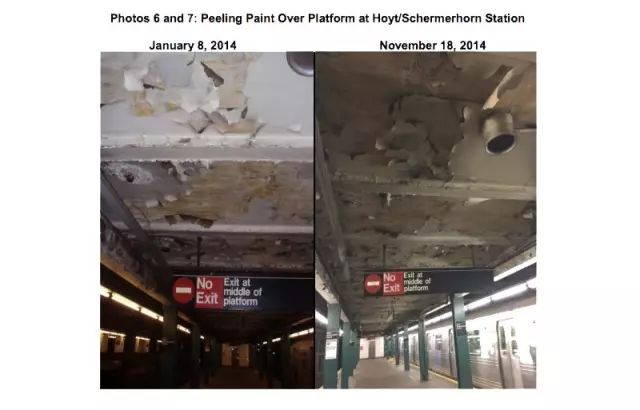 Photos 6 and 7: Peeling Paint Over Platform at Hoyt/Schermerhorn Station
January 8, 2014
November 18, 2014
No
Exit
Exit at
middle of
platform
No
Exit
Exit at
middle of
platform